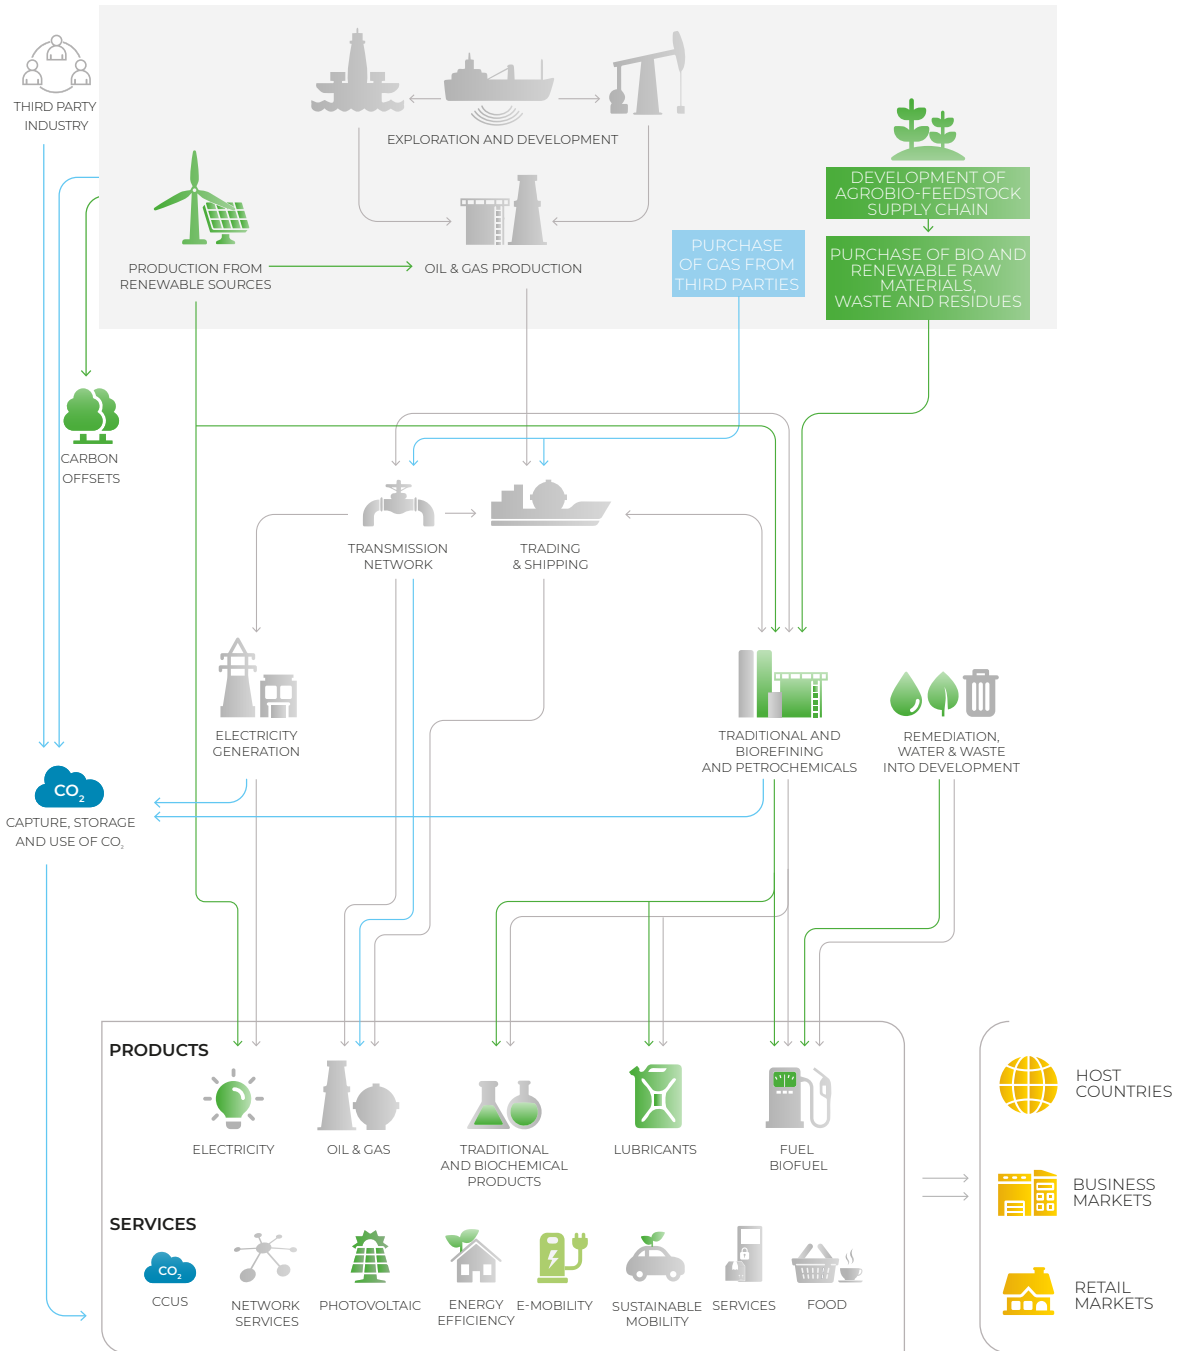 THIRD PARTY
INDUSTRY
EXPLORATION AND DEVELOPMENT
DEVELOPMENT OF
AGROBIO-FEEDSTOCK
SUPPLY CHAIN
PRODUCTION FROM
RENEWABLE SOURCES
OIL & GAS PRODUCTION
PURCHASE
OF GAS FROM
THIRD PARTIES
PURCHASE OF BIO AND
RENEWABLE RAW
MATERIALS,
WASTE AND RESIDUES
CARBON
OFFSETS
TRANSMISSION
NETWORK
TRADING
& SHIPPING
ELECTRICITY
GENERATION
TRADITIONAL AND
BIOREFINING
AND PETROCHEMICALS
REMEDIATION,
WATER & WASTE
INTO DEVELOPMENT
CO2
CAPTURE, STORAGE
AND USE OF CO2
PRODUCTS
ELECTRICITY
OIL & GAS
TRADITIONAL
AND BIOCHEMICAL
PRODUCTS
LUBRICANTS
FUEL
BIOFUEL
SERVICES
CO2
CCUS
NETWORK
SERVICES
PHOTOVOLTAIC
ENERGY
EFFICIENCY
E-MOBILITY
SUSTAINABLE
MOBILITY
SERVICES
FOOD
HOST
COUNTRIES
BUSINESS
MARKETS
RETAIL
MARKETS